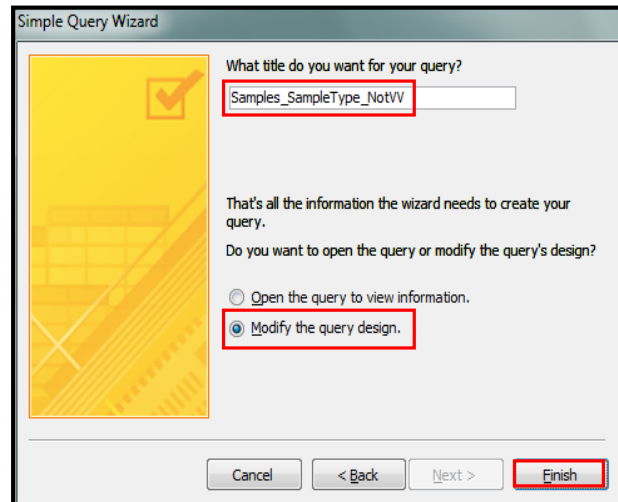 Simple Query Wizard
What title do you want for your query?
Samples_SampleType_NotVV
That's all the information the wizard needs to create your
query.
Do you want to open the query or modify the query's design?
Open the query to view information.
Modify the query design.
Cancel
< Back
Next >
Finish